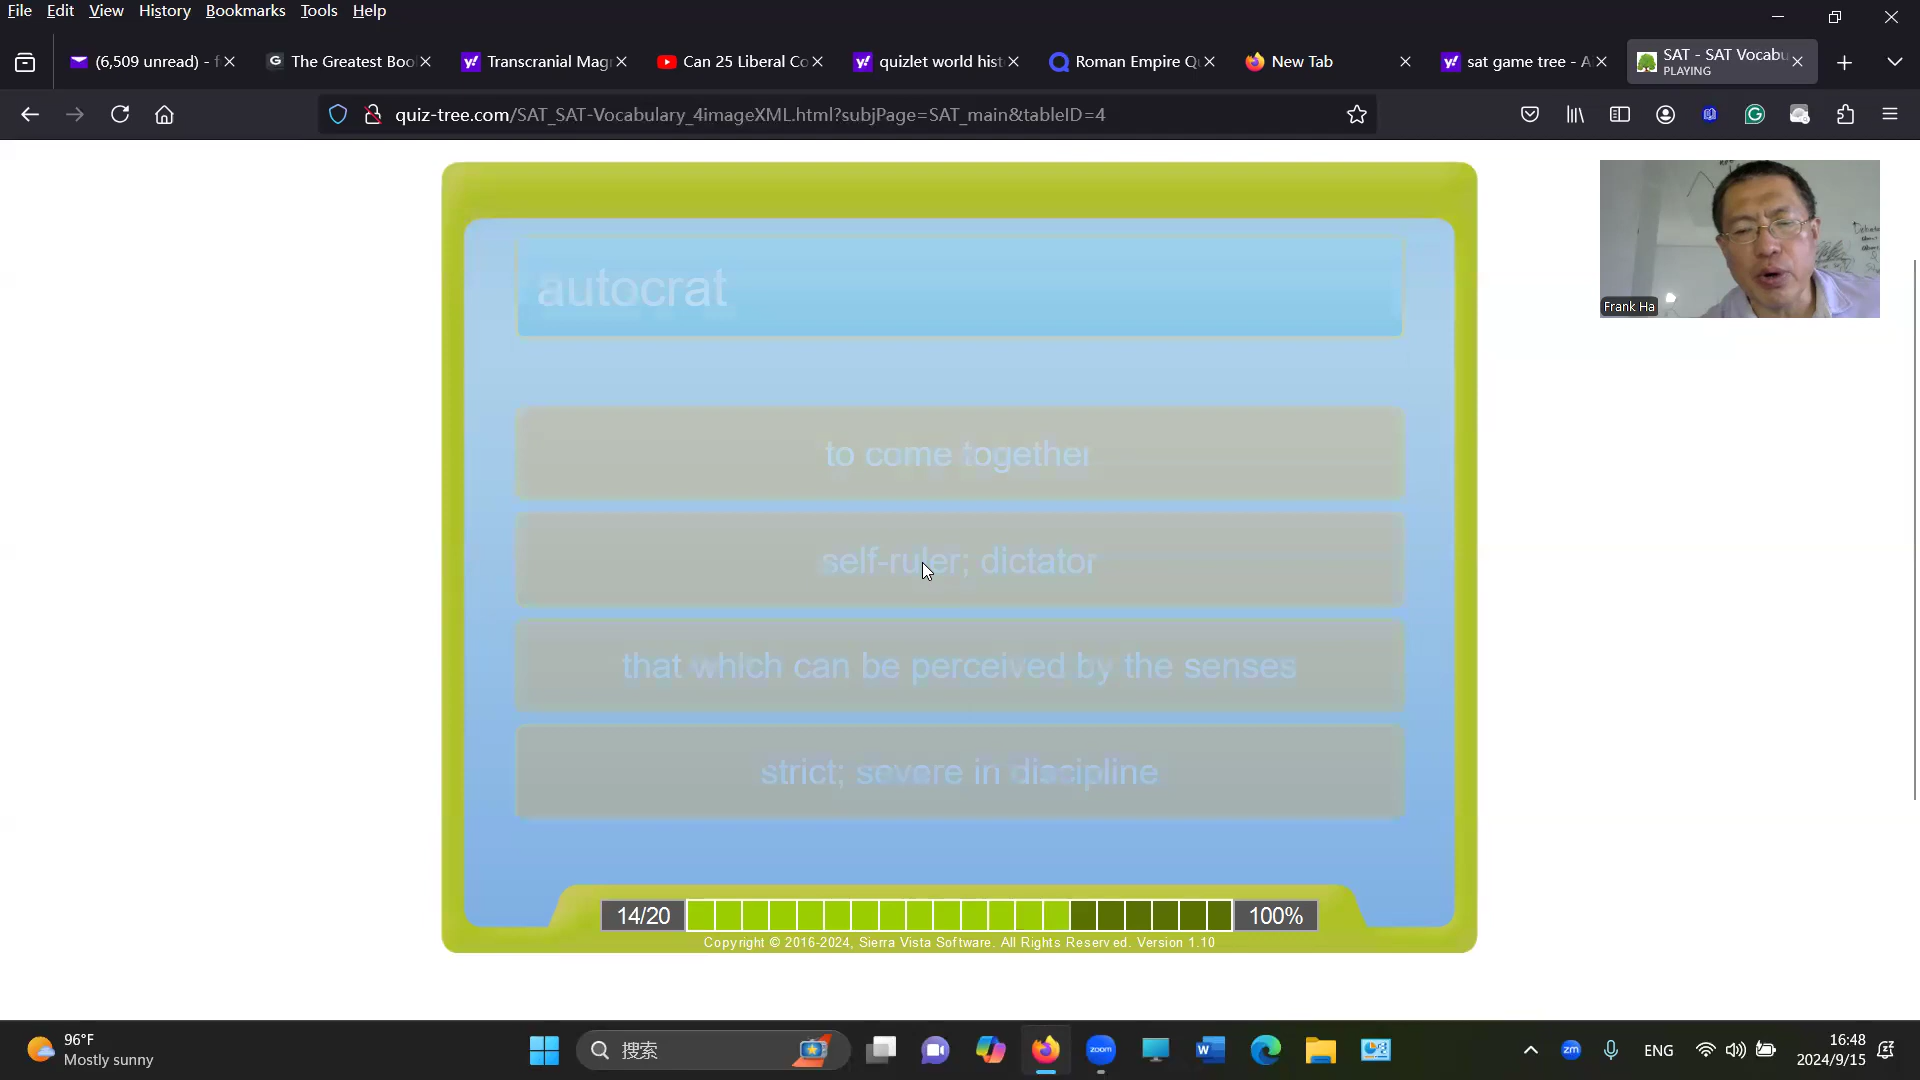 File Edit View History Bookmarks Tools Help
(6,509 unread) - f
The Greatest Boo
Transcranial Magn
Can 25 Liberal Co
quizlet world hist
Roman Empire Qu
New Tab
sat game tree - A
SAT - SAT Vocabu
PLAYING
quiz-tree.com/SAT_SAT-Vocabulary_4imageXML.html?subjPage=SAT_main&tableID=4
autocrat
Frank Ha
to come together
self-ruler; dictator
that which can be perceived by the senses
strict; severe in discipline
14/20
100%
Copyright © 2016-2024, Sierra Vista Software. All Rights Reserved. Version 1.10
96°F
Mostly sunny
搜索
zoom
zm
ENG
16:48
2024/9/15